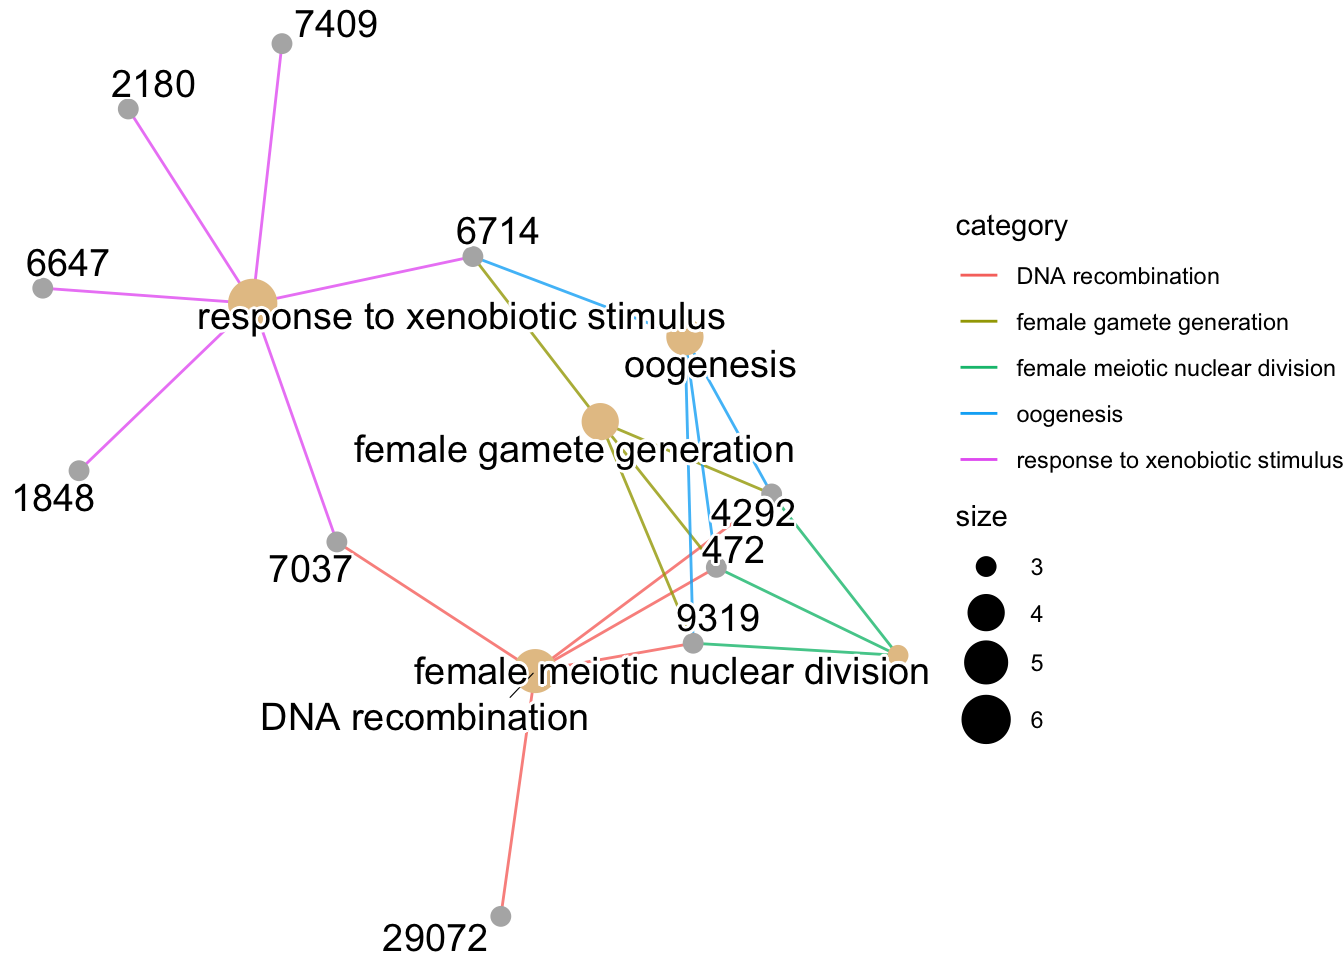 7409
2180
6714
6647
response to xenobiotic stimulus
oogenesis
female gamete generation
1848
4292
472
7037
9319
female meiotic nuclear division
DNA recombination
29072
category
DNA recombination
female gamete generation
female meiotic nuclear division
oogenesis
response to xenobiotic stimulus
size
3
4
5
6